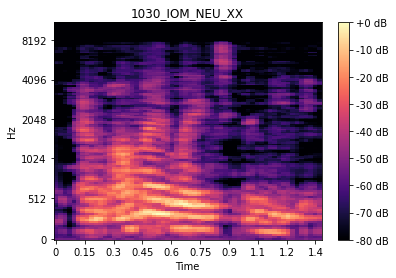 1030_IOM_NEU_XX
+0 dB
8192
-10 dB
4096
-20 dB
-30 dB
2048
Hz
-40 dB
1024
-50 dB
-60 dB
512
-70 dB
0
-80 dB
0 0.15 0.3 0.45 0.6 0.75 0.9 1.1 1.2 1.4
Time